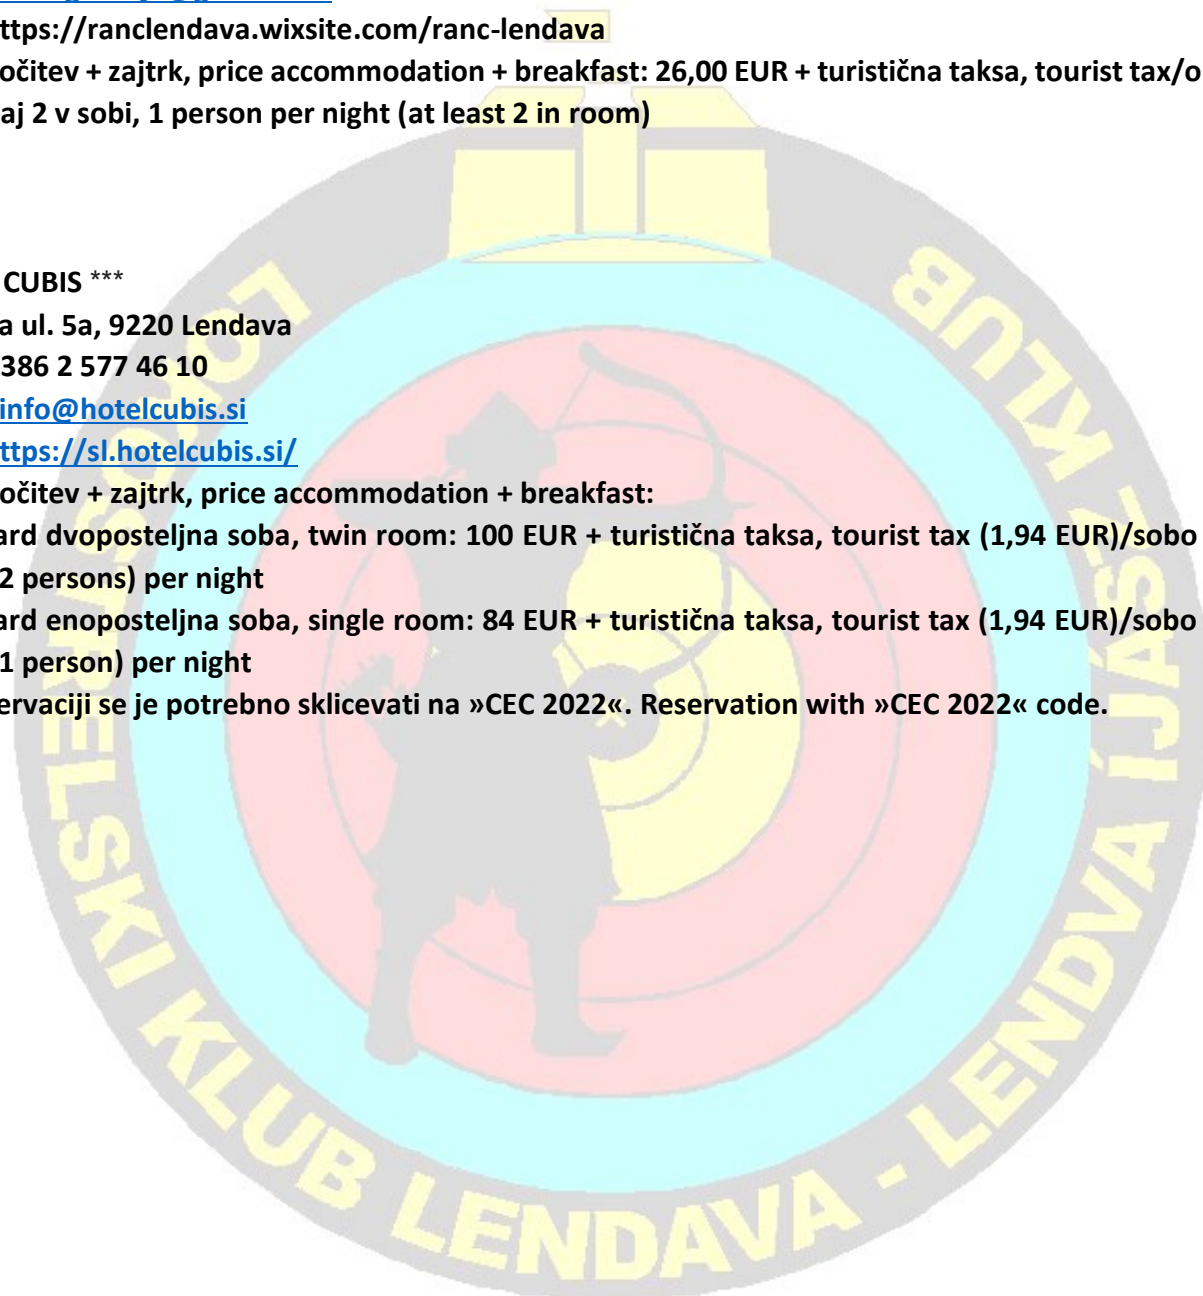 ttps://ranclendava.wixsite.com/ranc-lendava
očitev + zajtrk, price accommodation + breakfast: 26,00 EUR + turistična taksa, tourist tax/o
aj 2 v sobi, 1 person per night (at least 2 in room)
CUBIS ***
a ul. 5a, 9220 Lendava
386 2 577 46 10
info@hotelcubis.si
ttps://sl.hotelcubis.si/
očitev + zajtrk, price accommodation + breakfast:
ard dvoposteljna soba, twin room: 100 EUR + turistična taksa, tourist tax (1,94 EUR)/sobo
2 persons) per night
ard enoposteljna soba, single room: 84 EUR + turistična taksa, tourist tax (1,94 EUR)/sobo
1 person) per night
ervaciji se je potrebno sklicevati na »CEC 2022«. Reservation with »CEC 2022« code.
LOKOSTRELSKI KLUB LENDAVA - LENDVA ÍJÁSZ KLUB